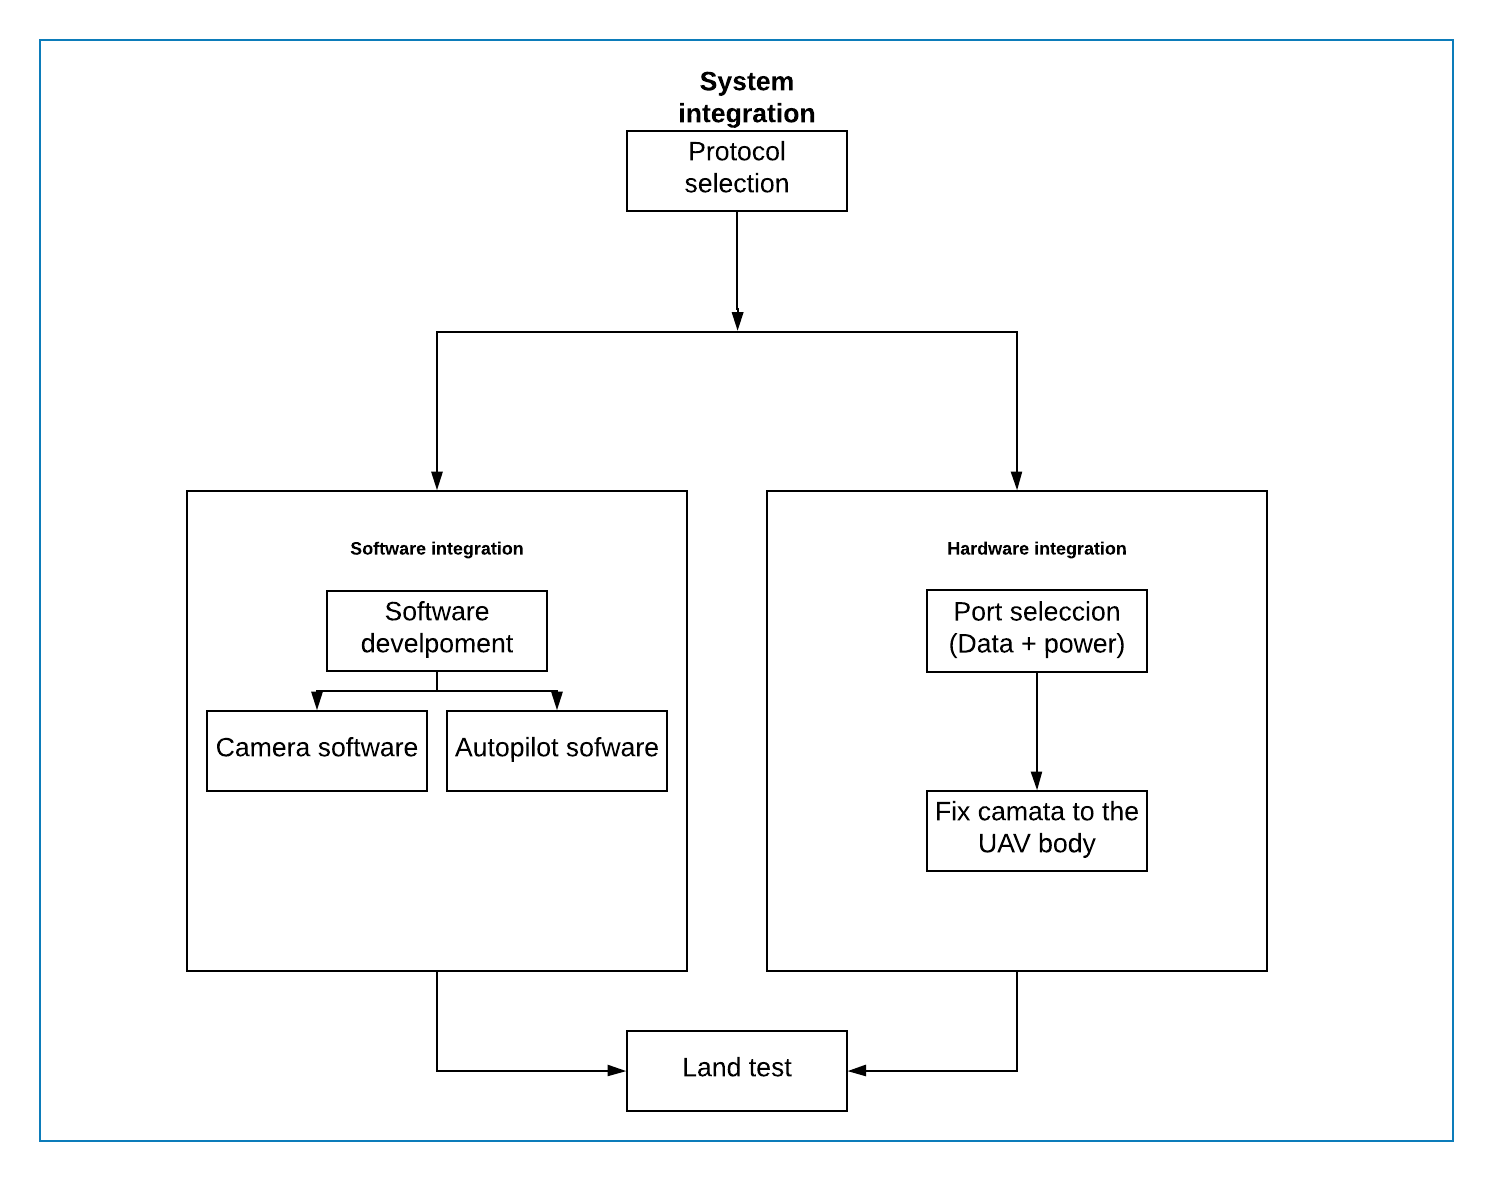 System
integration
Protocol
selection
Software integration
Software
develpoment
Camera software
Autopilot sofware
Hardware integration
Port seleccion
(Data + power)
Fix camata to the
UAV body
Land test